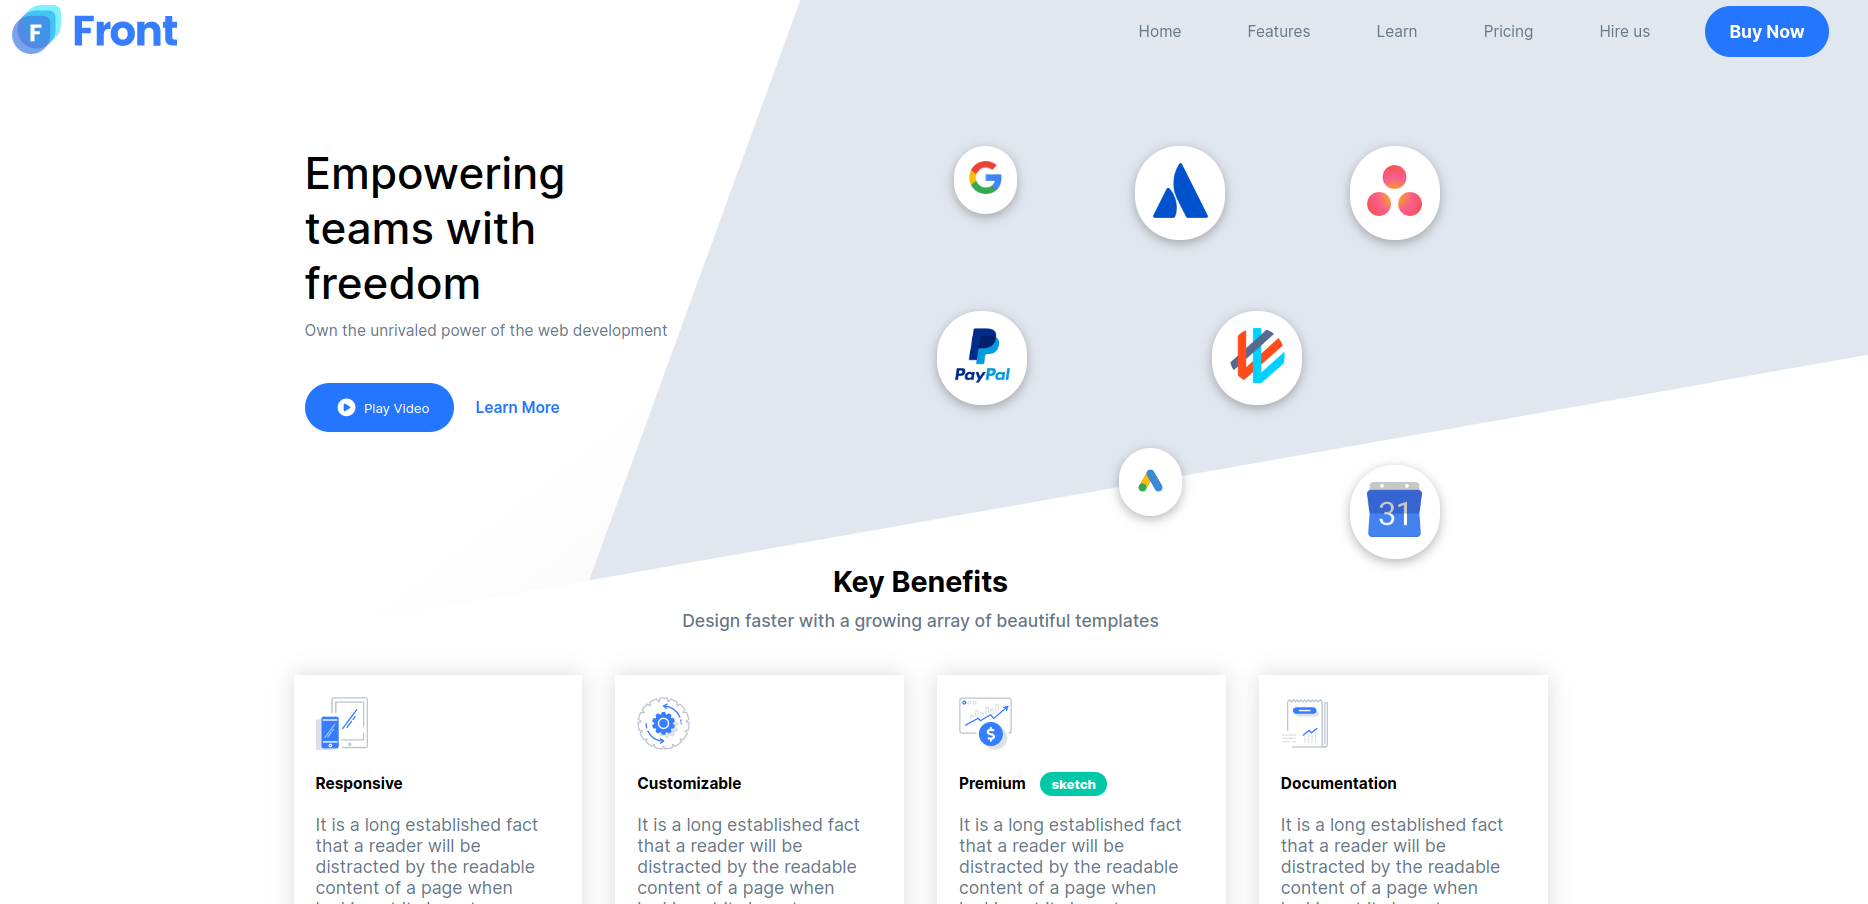 F Front
Home Features Learn Pricing Hire us Buy Now
Empowering
teams with
freedom
Own the unrivaled power of the web development
Play Video Learn More
G
PayPal
31
Key Benefits
Design faster with a growing array of beautiful templates
$
Responsive
It is a long established fact
that a reader will be
distracted by the readable
content of a page when
Customizable
It is a long established fact
that a reader will be
distracted by the readable
content of a page when
Premium sketch
It is a long established fact
that a reader will be
distracted by the readable
content of a page when
Documentation
It is a long established fact
that a reader will be
distracted by the readable
content of a page when